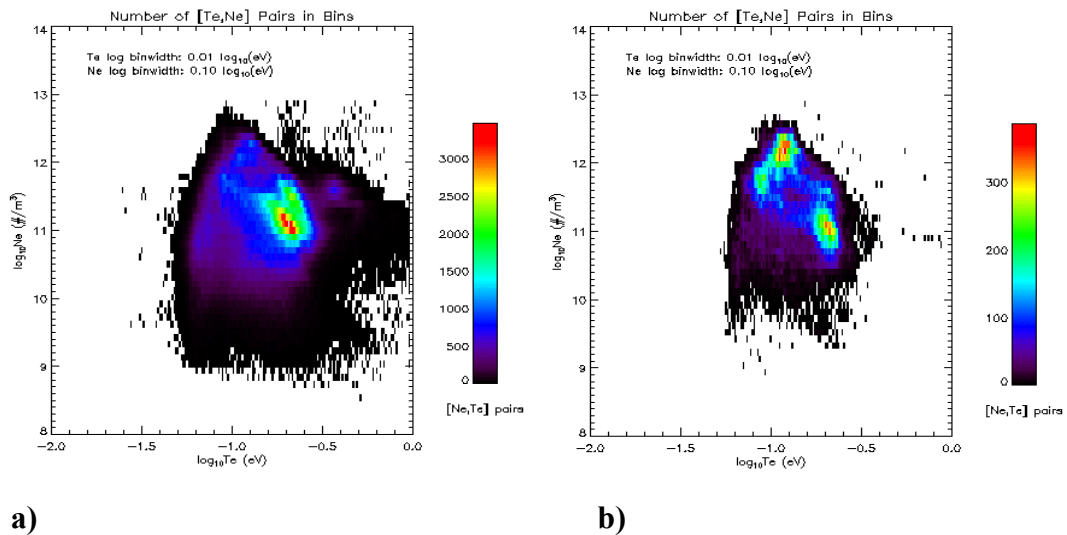 Number of [Te,Ne] Pairs in Bins
14
Te log binwidth: 0.01 log10(eV)
Ne log binwidth: 0.10 log10(eV)
13
12
11
10
9
8
log10Ne (#/m3)
-2.0 -1.5 -1.0 -0.5 0.0
log10Te (eV)
3000
2500
2000
1500
1000
500
0
[Ne,Te] pairs
a)
Number of [Te,Ne] Pairs in Bins
14
Te log binwidth: 0.01 log10(eV)
Ne log binwidth: 0.10 log10(eV)
13
12
11
10
9
8
log10Ne (#/m3)
-2.0 -1.5 -1.0 -0.5 0.0
log10Te (eV)
300
200
100
0
[Ne,Te] pairs
b)